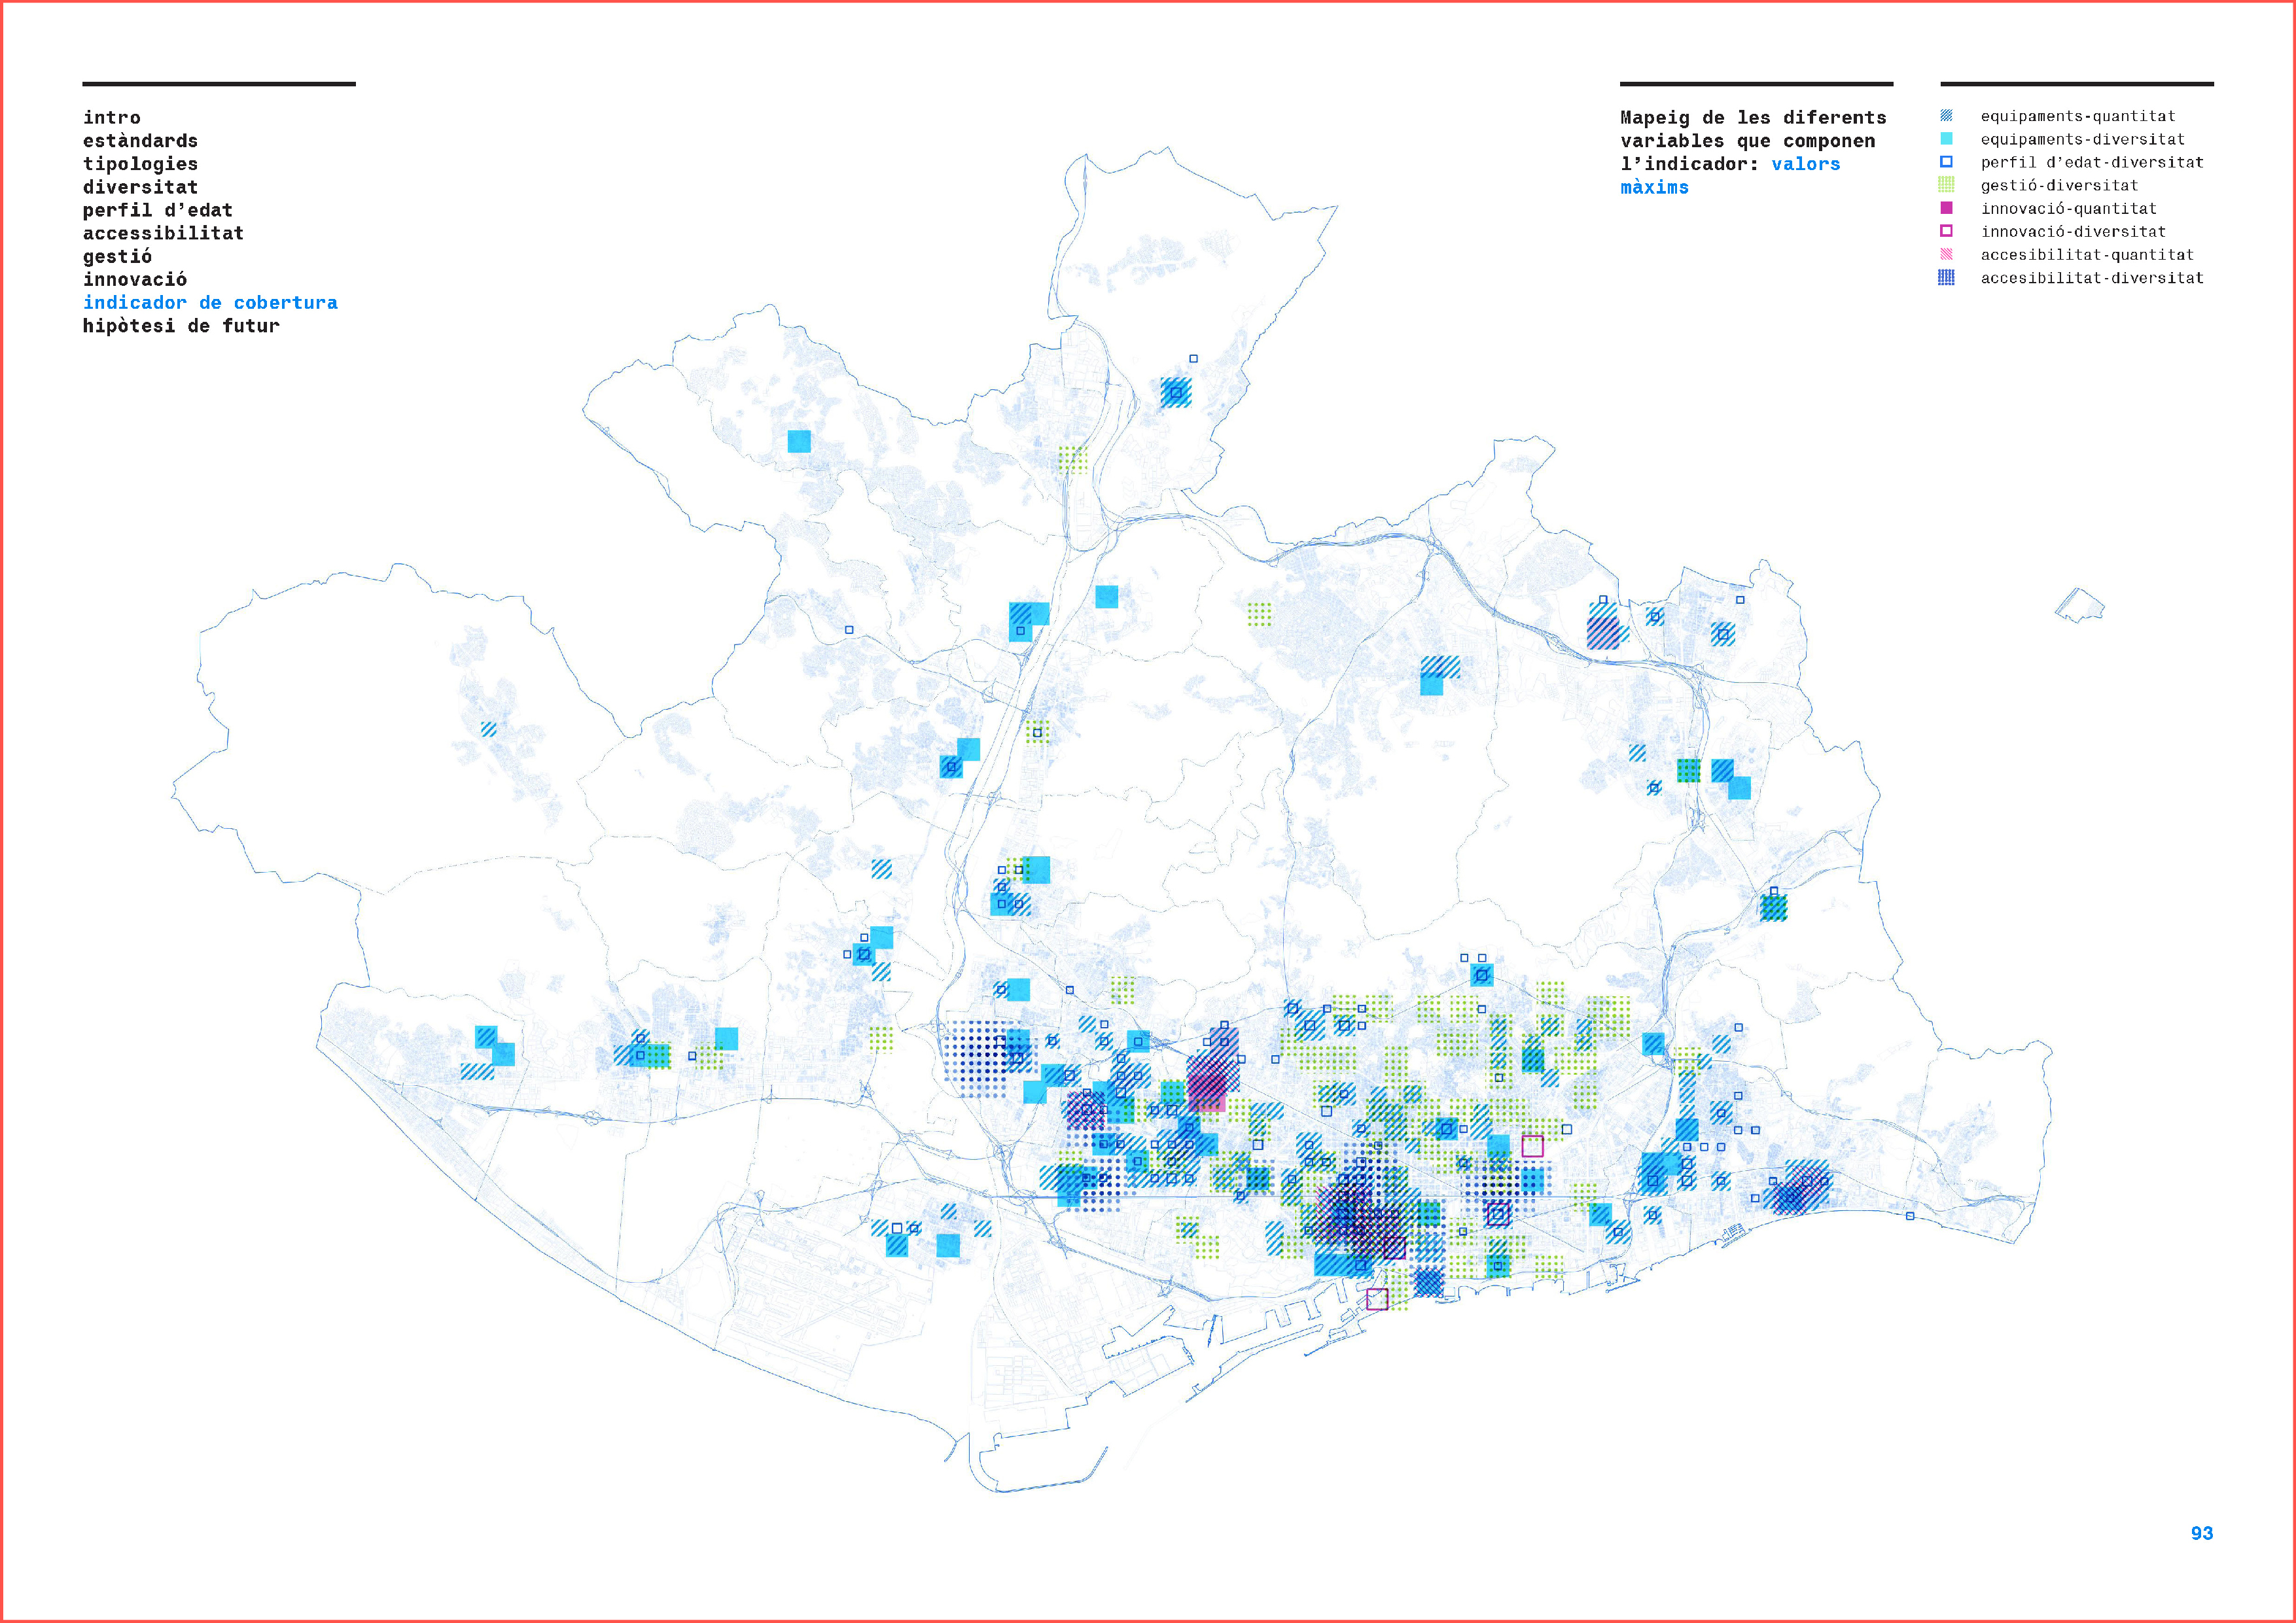 intro
estàndards
tipologies
diversitat
perfil d'edat
accessibilitat
gestió
innovació
indicador de cobertura
hipòtesi de futur
Mapeig de les diferents
variables que componen
l'indicador: valors
màxims
equipaments-quantitat
equipaments-diversitat
perfil d'edat-diversitat
gestió-diversitat
innovació-quantitat
innovació-diversitat
accesibilitat-quantitat
accesibilitat-diversitat
93